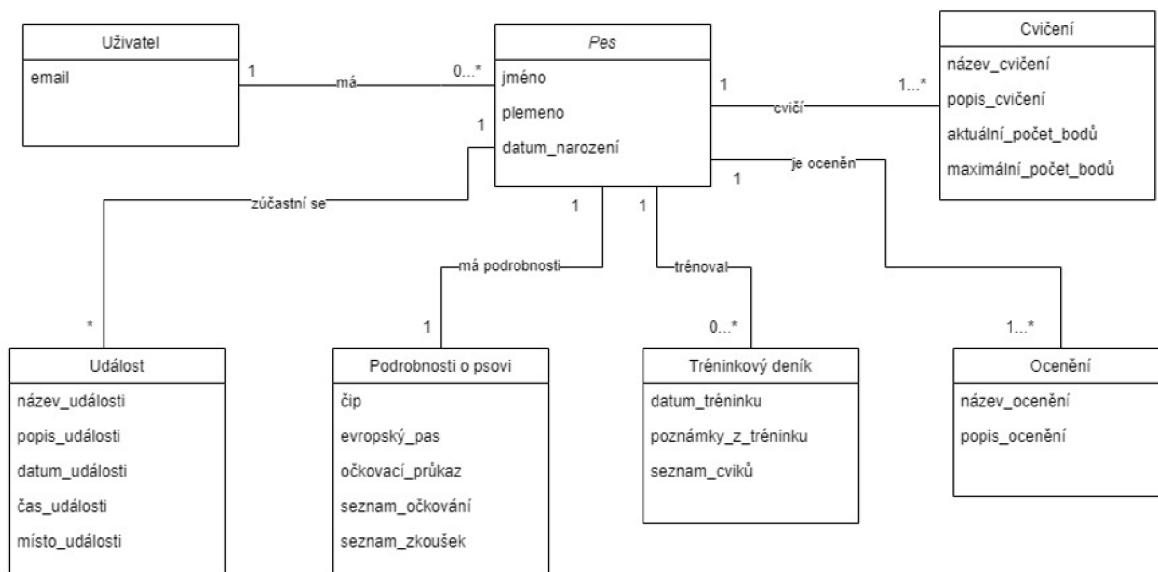 Uživatel
email
1
má
0...*
Pes
jméno
plemeno
datum_narození
1
cvičí
1...*
Cvičení
název_cvičení
popis_cvičení
aktuální_počet_bodů
maximální_počet_bodů
1
zúčastní se
*
1
má podrobnosti
1
1
trénoval
0...*
1
je oceněn
1...*
Událost
název_události
popis_události
datum_události
čas_události
místo_události
Podrobnosti o psovi
čip
evropský_pas
očkovací_průkaz
seznam_očkování
seznam_zkoušek
Tréninkový deník
datum_tréninku
poznámky_z_tréninku
seznam_cviků
Ocenění
název_ocenění
popis_ocenění